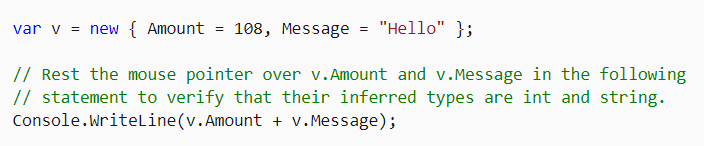 var v = new { Amount = 108, Message = "Hello" };
// Rest the mouse pointer over v.Amount and v.Message in the following
// statement to verify that their inferred types are int and string.
Console.WriteLine(v.Amount + v.Message);